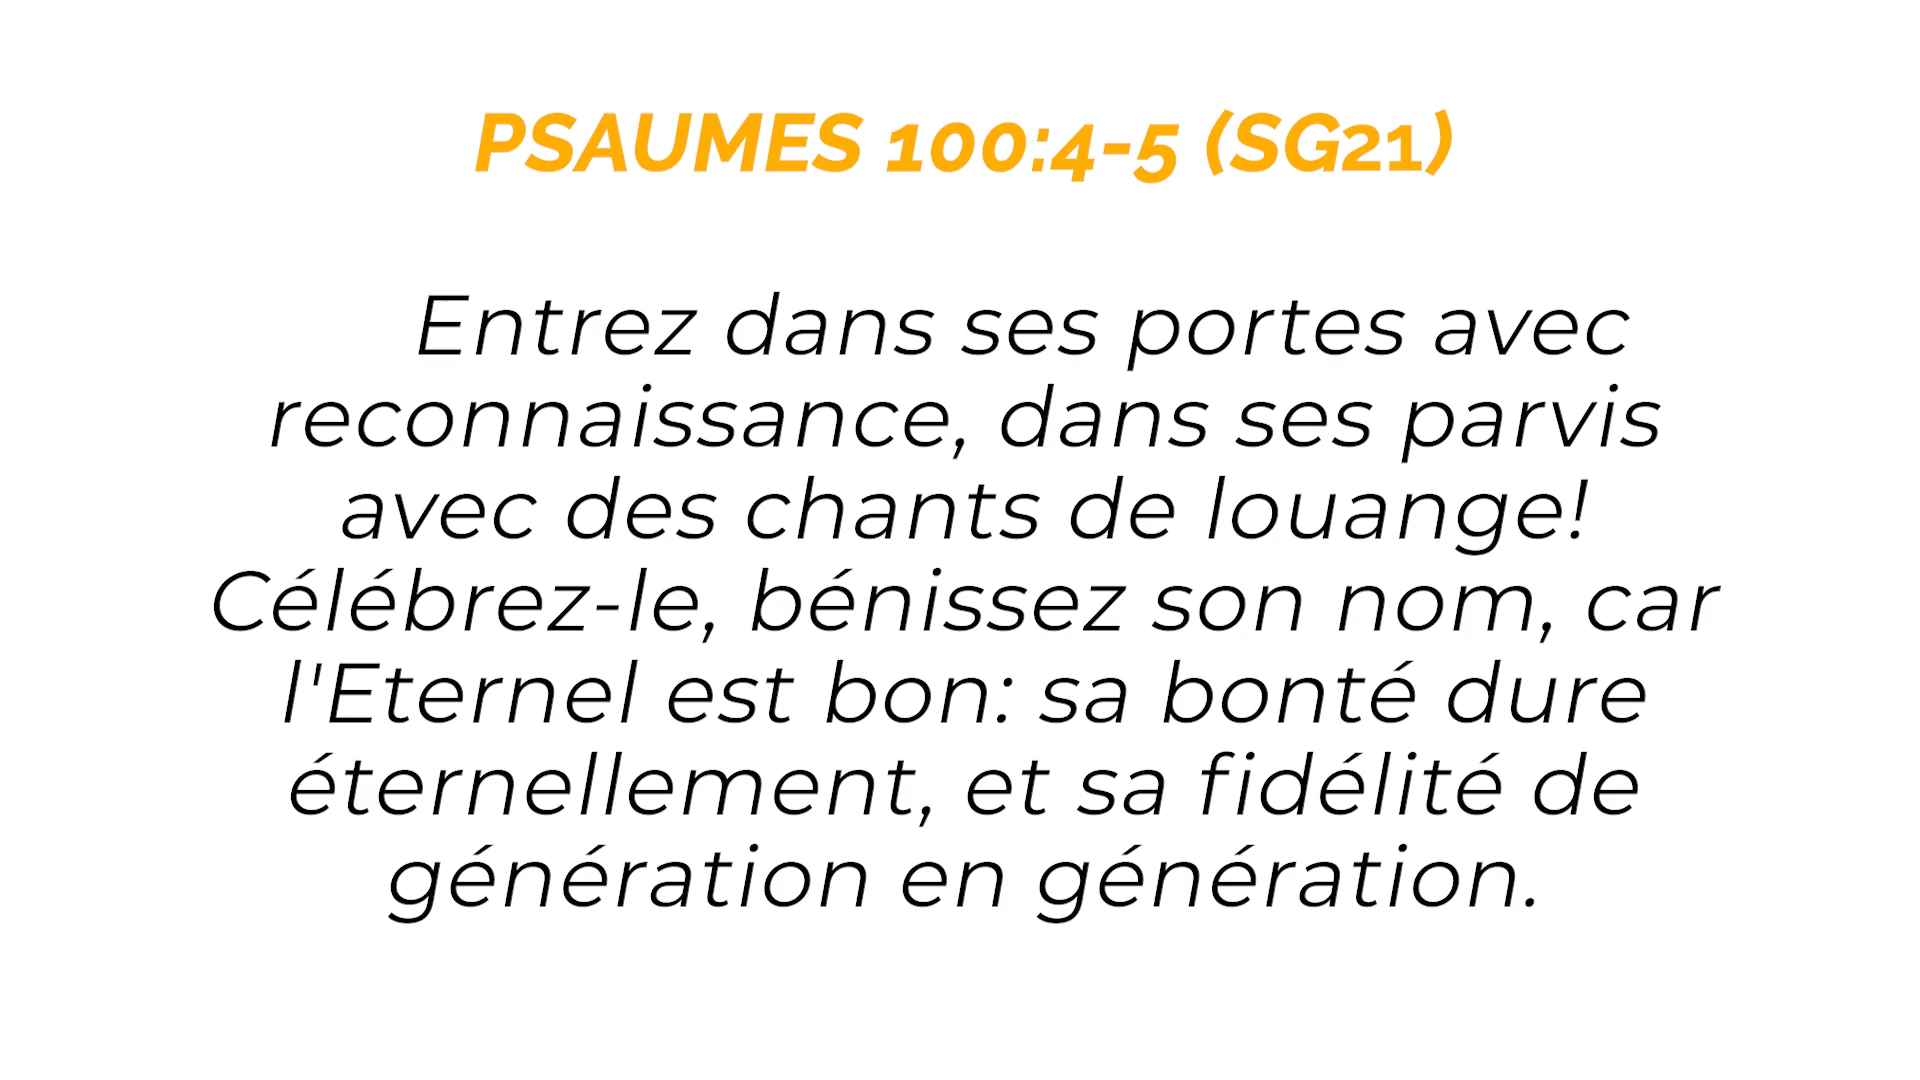 PSAUMES 100:4-5 (SG21)
Entrez dans ses portes avec
reconnaissance, dans ses parvis
avec des chants de louange!
Célébrez-le, bénissez son nom, car
l'Eternel est bon: sa bonté dure
éternellement, et sa fidélité de
génération en génération.